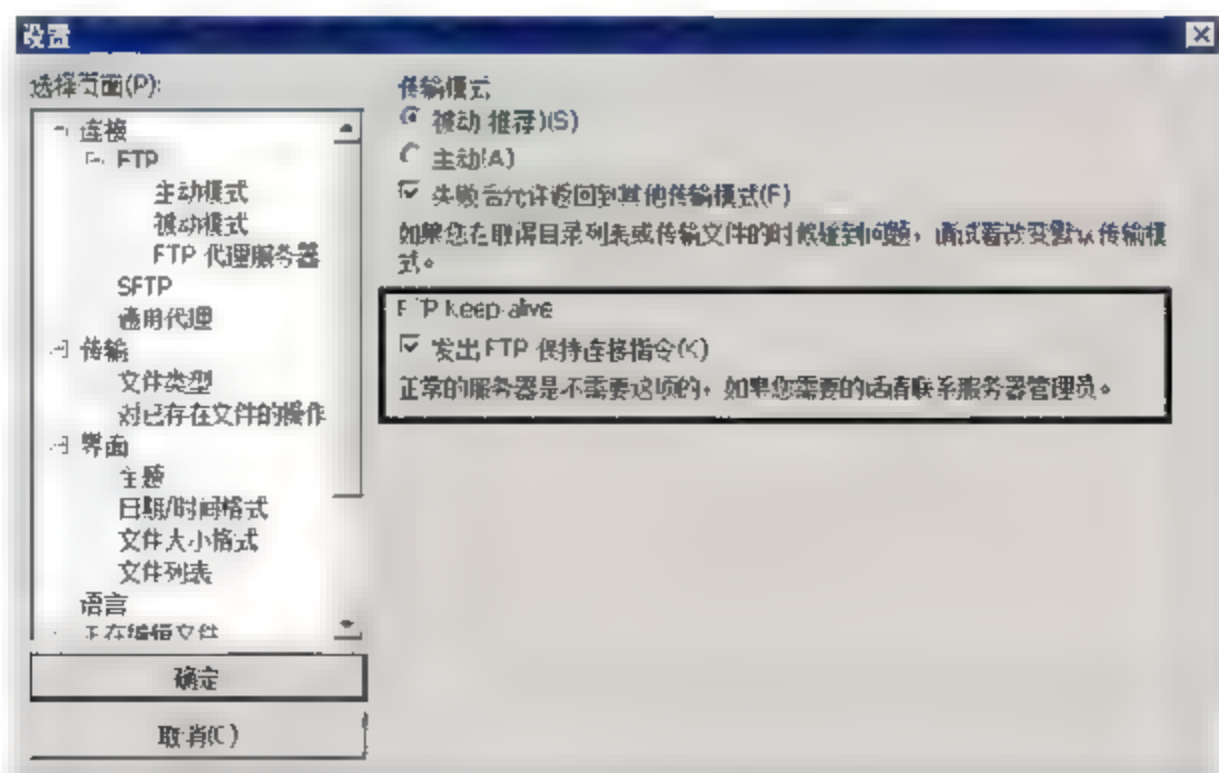 设置
选择页面(P):
连接
FTP
主动模式
被动模式
FTP 代理服务器
SFTP
通用代理
传输
文件类型
对已存在文件的操作
界面
主题
日期/时间格式
文件大小格式
文件列表
语言
正在编辑文件
确定
取消(C)
传输模式
被动(推荐)(S)
主动(A)
失败后允许返回到其他传输模式(F)
如果您在取得目录列表或传输文件的时候碰到问题，请试着改变默认传输模
式。
FTP Keep-alive
发出 FTP 保持连接指令(K)
正常的服务器是不需要这项的，如果您需要的话请联系服务器管理员。